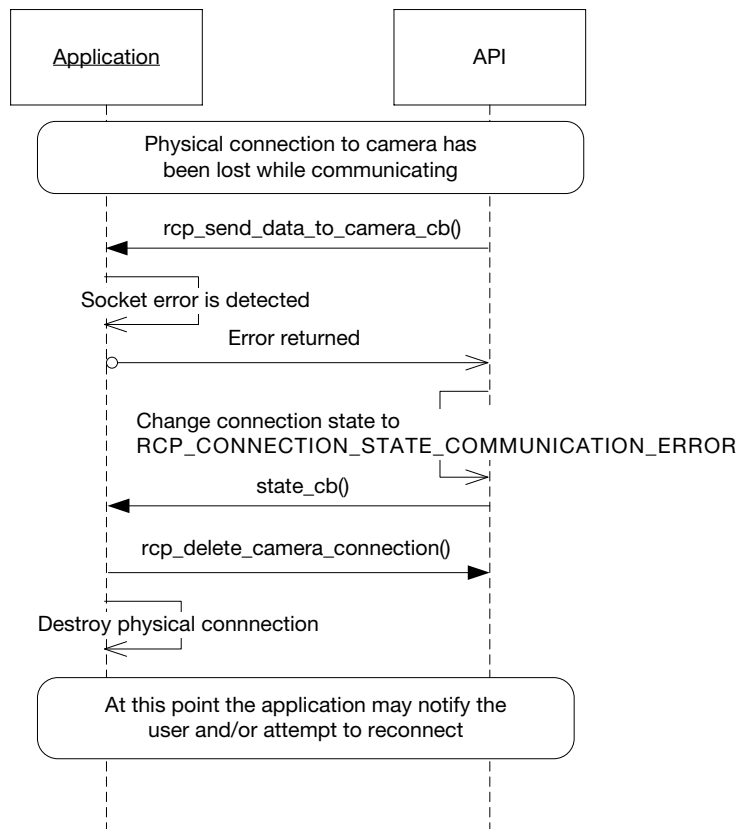 Application
API
Physical connection to camera has
been lost while communicating
rcp_send_data_to_camera_cb()
Socket error is detected
Error returned
Change connection state to
RCP_CONNECTION_STATE_COMMUNICATION_ERROR
state_cb()
rcp_delete_camera_connection()
Destroy physical connnection
At this point the application may notify the
user and/or attempt to reconnect